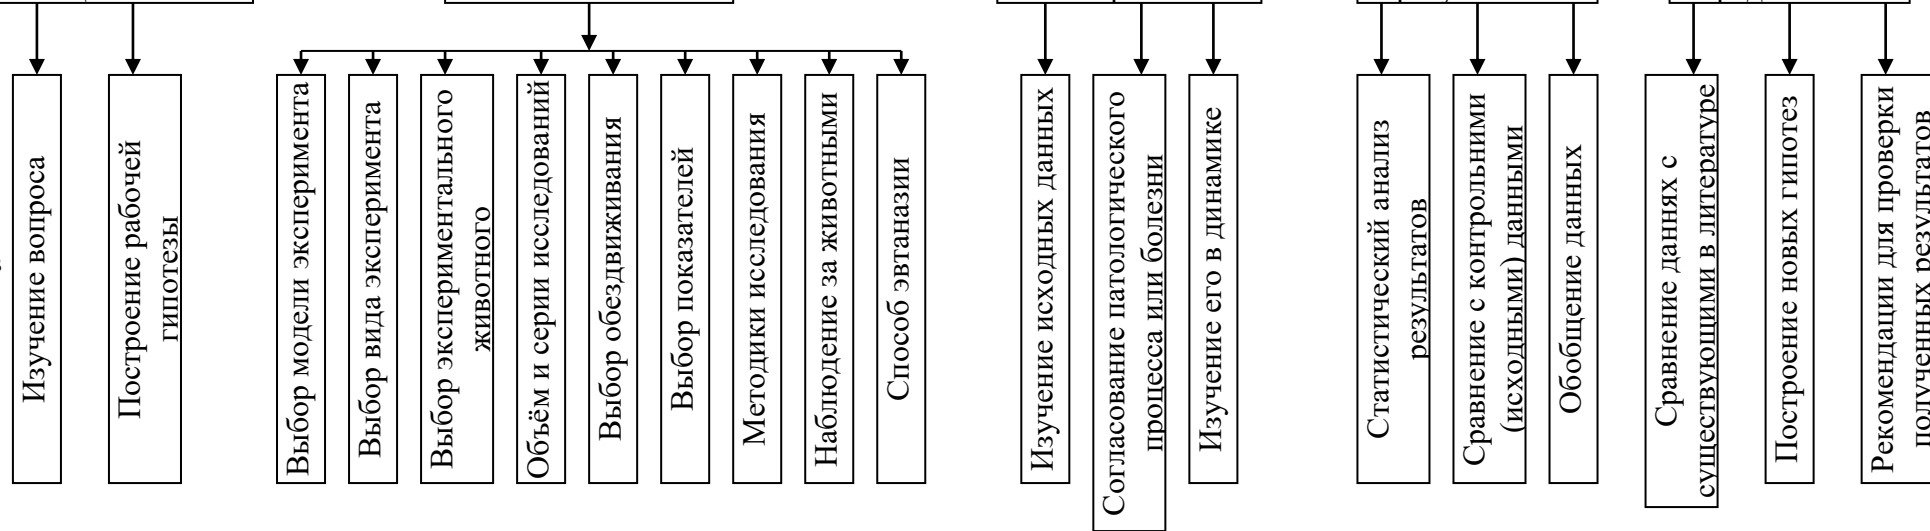 Изучение вопроса
Построение рабочей
гипотезы
Выбор модели эксперимента
Выбор вида эксперимента
Выбор экспериментального
животного
Объём и серии исследований
Выбор обездвиживания
Выбор показателей
Методики исследования
Наблюдение за животными
Способ эвтаназии
Изучение исходных данных
Согласование патологического
процесса или болезни
Изучение его в динамике
Статистический анализ
результатов
Сравнение с контрольними
(исходными) данными
Обобщение данных
Сравнение данных с
существующими в литературе
Построение новых гипотез
Рекомендации для проверки
полученных результатов